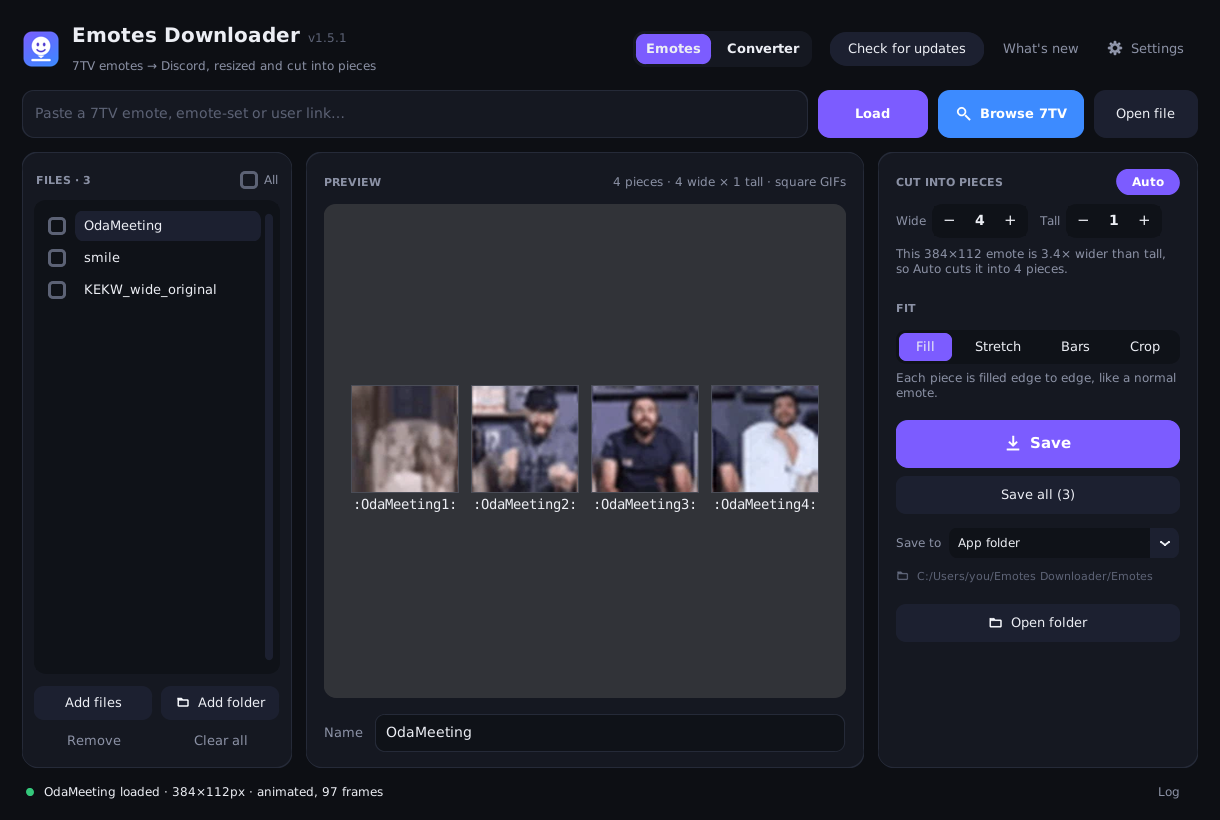 Emotes Downloader v1.5.1
7TV emotes → Discord, resized and cut into pieces
Emotes
Converter
Check for updates
What's new
Settings
Paste a 7TV emote, emote-set or user link...
Load
Browse 7TV
Open file
FILES · 3
All
OdaMeeting
smile
KEKW_wide_original
Add files
Add folder
Remove
Clear all
PREVIEW
4 pieces · 4 wide × 1 tall · square GIFs
:OdaMeeting1:
:OdaMeeting2:
:OdaMeeting3:
:OdaMeeting4:
Name
OdaMeeting
CUT INTO PIECES
Auto
Wide − 4 + Tall − 1 +
This 384×112 emote is 3.4× wider than tall,
so Auto cuts it into 4 pieces.
FIT
Fill
Stretch
Bars
Crop
Each piece is filled edge to edge, like a normal
emote.
Save
Save all (3)
Save to
App folder
C:/Users/you/Emotes Downloader/Emotes
Open folder
OdaMeeting loaded · 384×112px · animated, 97 frames
Log